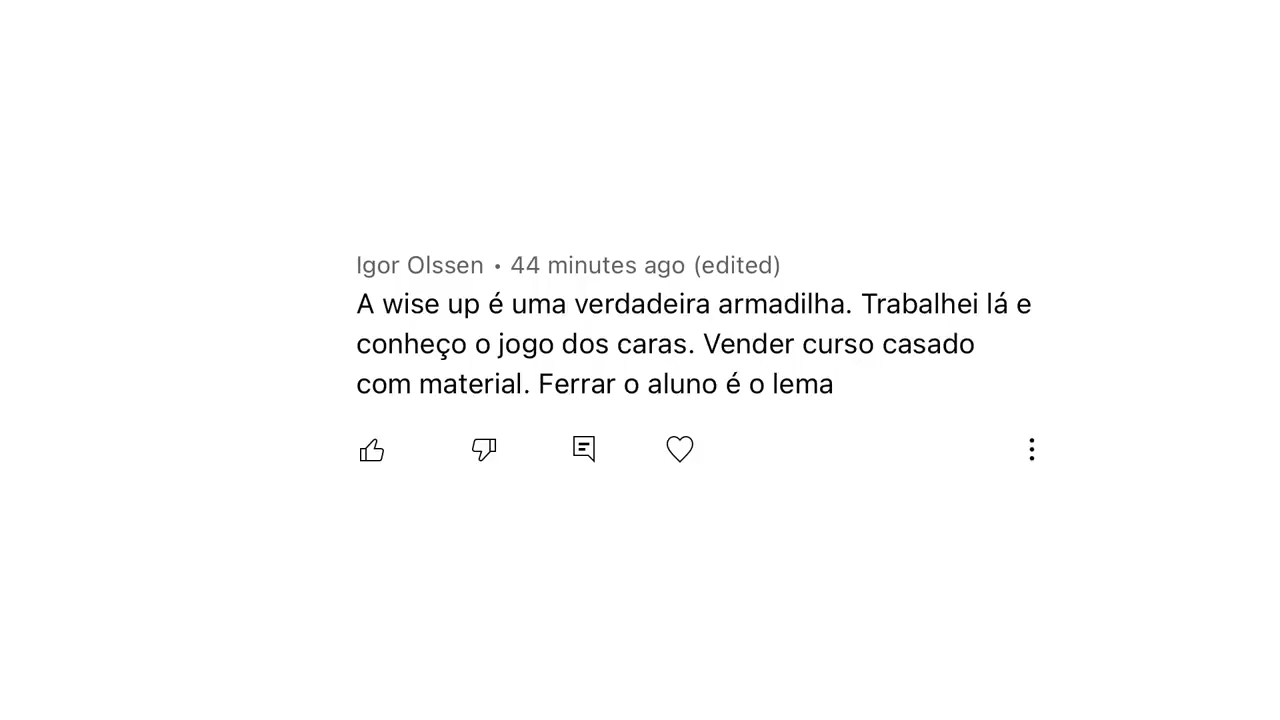 Igor Olssen • 44 minutes ago (edited)
A wise up é uma verdadeira armadilha. Trabalhei lá e
conheço o jogo dos caras. Vender curso casado
com material. Ferrar o aluno é o lema